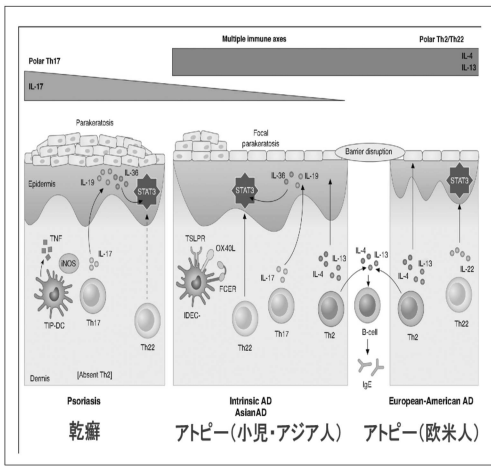 Multiple immune axes
Polar Th2/Th22
Polar Th17
IL-4
IL-13
IL-17
Parakeratosis
Focal
parakeratosis
Barrier disruption
IL-36
IL-19
STAT3
Epidermis
TNF
iNOS
IL-17
TIP-DC
Th17
Th22
IL-36
IL-19
STAT3
TSLPR
OX40L
FCER
IDEC-
IL-17
IL-13
IL-4
Th22
Th17
Th2
IL-4
IL-13
B-cell
IgE
STAT3
IL-13
IL-4
IL-22
Th2
Th22
Dermis
[Absent Th2]
Psoriasis
Intrinsic AD
AsianAD
European-American AD
乾癬
アトピー(小児・アジア人)
アトピー(欧米人)